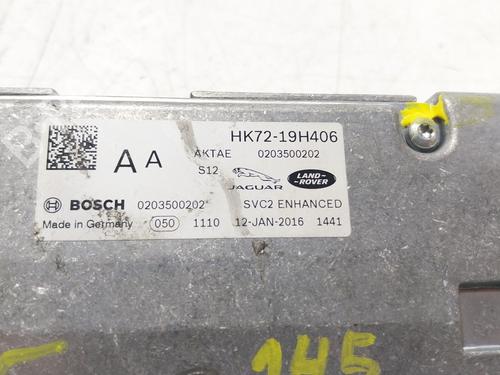 HK72-19H406
A A
AKTAE 0203500202
S12
JAGUAR
LAND-
ROVER
BOSCH 0203500202* SVC2 ENHANCED
Made in Germany 050 1110 12-JAN-2016 1441
145